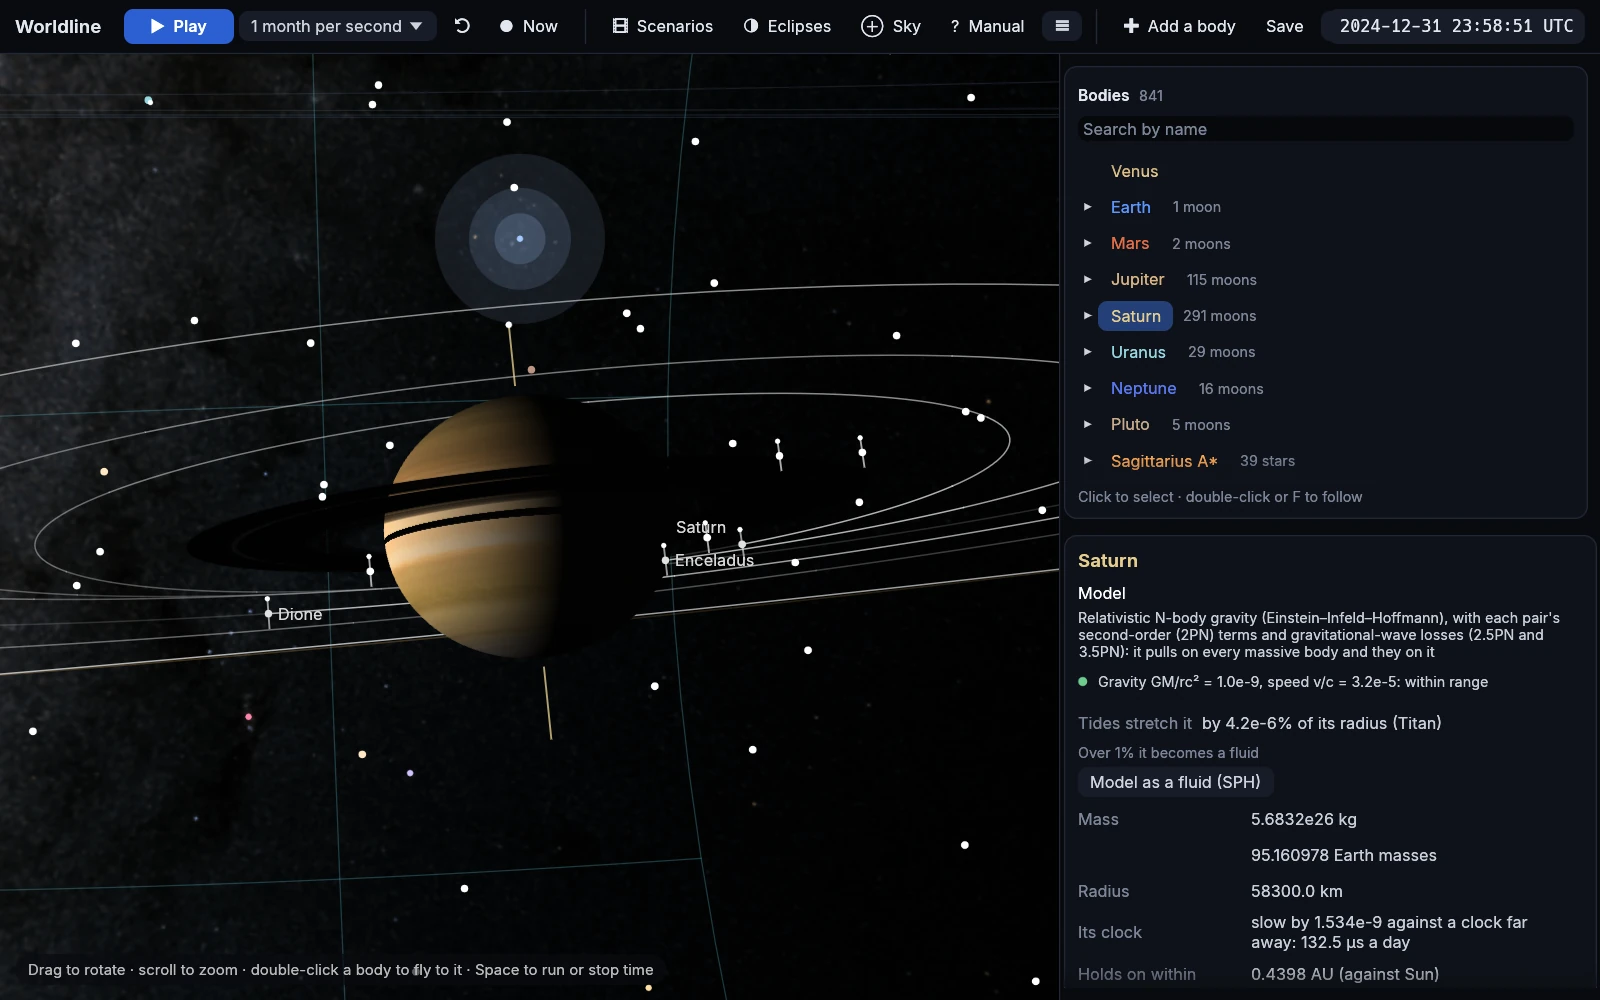 Worldline
Play
1 month per second
Now
Scenarios
Eclipses
Sky
? Manual
Add a body
Save
2024-12-31 23:58:51 UTC
Bodies 841
Search by name
Venus
Earth 1 moon
Mars 2 moons
Jupiter 115 moons
Saturn 291 moons
Uranus 29 moons
Neptune 16 moons
Pluto 5 moons
Sagittarius A* 39 stars
Click to select · double-click or F to follow
Saturn
Enceladus
Dione
Saturn
Model
Relativistic N-body gravity (Einstein–Infeld–Hoffmann), with each pair's
second-order (2PN) terms and gravitational-wave losses (2.5PN and
3.5PN): it pulls on every massive body and they on it
Gravity GM/rc² = 1.0e-9, speed v/c = 3.2e-5: within range
Tides stretch it by 4.2e-6% of its radius (Titan)
Over 1% it becomes a fluid
Model as a fluid (SPH)
Mass 5.6832e26 kg
95.160978 Earth masses
Radius 58300.0 km
Its clock slow by 1.534e-9 against a clock far
away: 132.5 µs a day
Holds on within 0.4398 AU (against Sun)
Drag to rotate · scroll to zoom · double-click a body to fly to it · Space to run or stop time